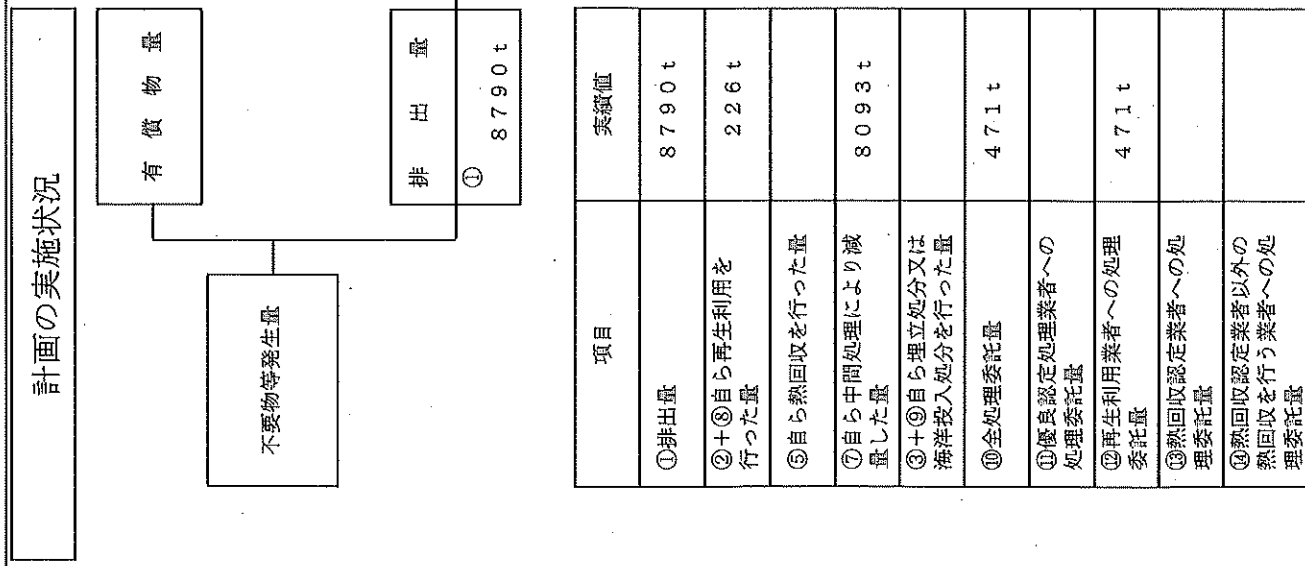 計画の実施状況
有償物量
不要物等発生量
排出量
①
8790t
項目
実績値
①排出量
8790t
②+⑧自ら再生利用を
行った量
226t
⑤自ら熱回収を行った量
⑦自ら中間処理により減
量した量
8093t
③+⑨自ら埋立処分又は
海洋投入処分を行った量
⑩全処理委託量
471t
⑪優良認定処理業者への
処理委託量
⑫再生利用業者への処理
委託量
471t
⑬熱回収認定業者への処
理委託量
⑭熱回収認定業者以外の
熱回収を行う業者への処
理委託量